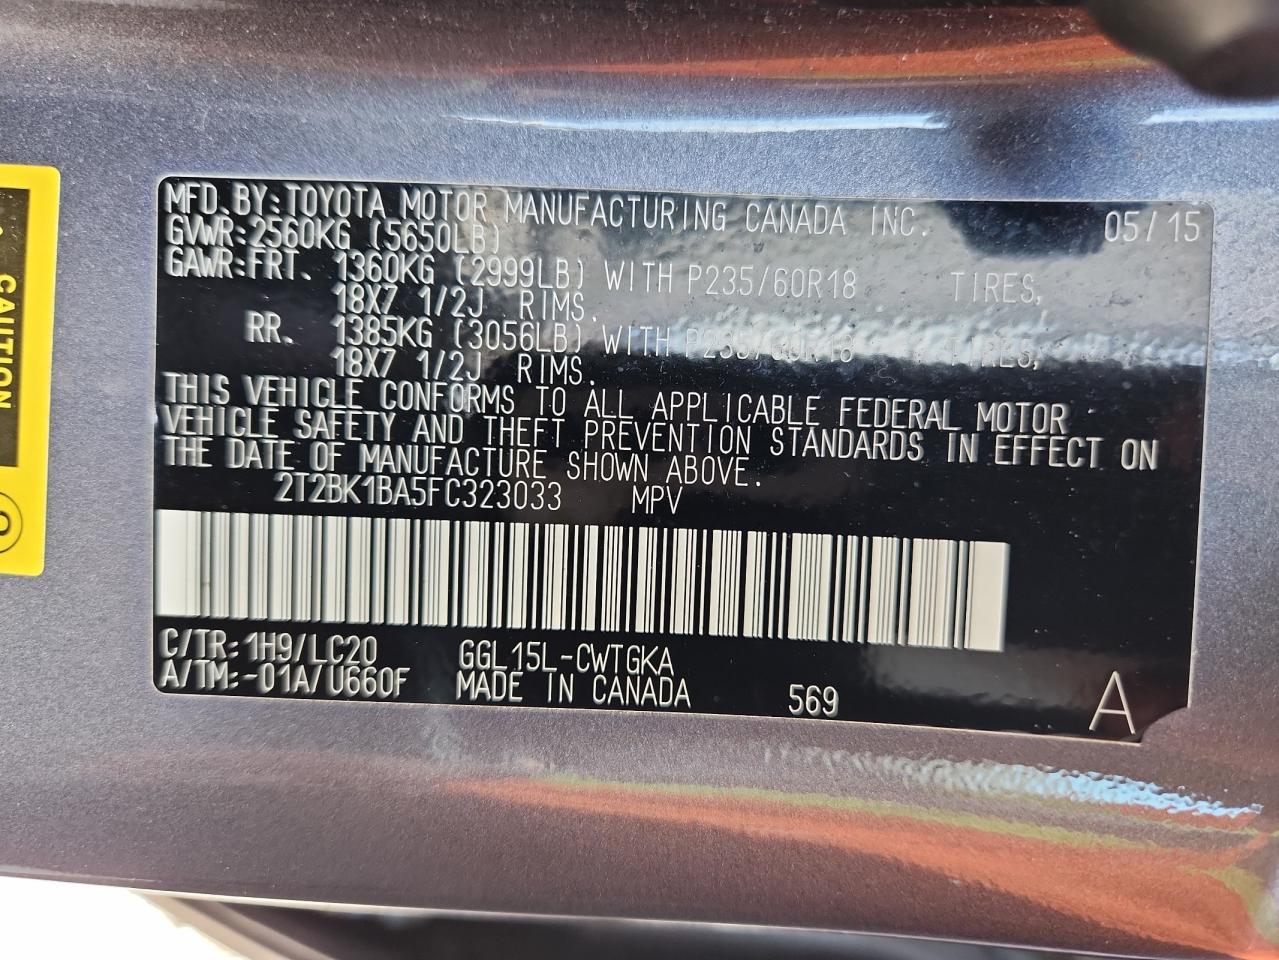 MFD. BY: TOYOTA MOTOR MANUFACTURING CANADA INC. 05/15
GVWR: 2560KG (5650LB)
GAWR: FRT. 1360KG (2999LB) WITH P235/60R18 TIRES,
18X7 1/2J RIMS.
RR. 1385KG (3056LB) WITH P235/60R18 TIRES,
18X7 1/2J RIMS.
THIS VEHICLE CONFORMS TO ALL APPLICABLE FEDERAL MOTOR
VEHICLE SAFETY AND THEFT PREVENTION STANDARDS IN EFFECT ON
THE DATE OF MANUFACTURE SHOWN ABOVE.
2T2BK1BA5FC323033 MPV
C/TR: 1H9/LC20 GGL15L-CWTGKA
A/TM: -01A/U660F MADE IN CANADA 569
A
CAUTION